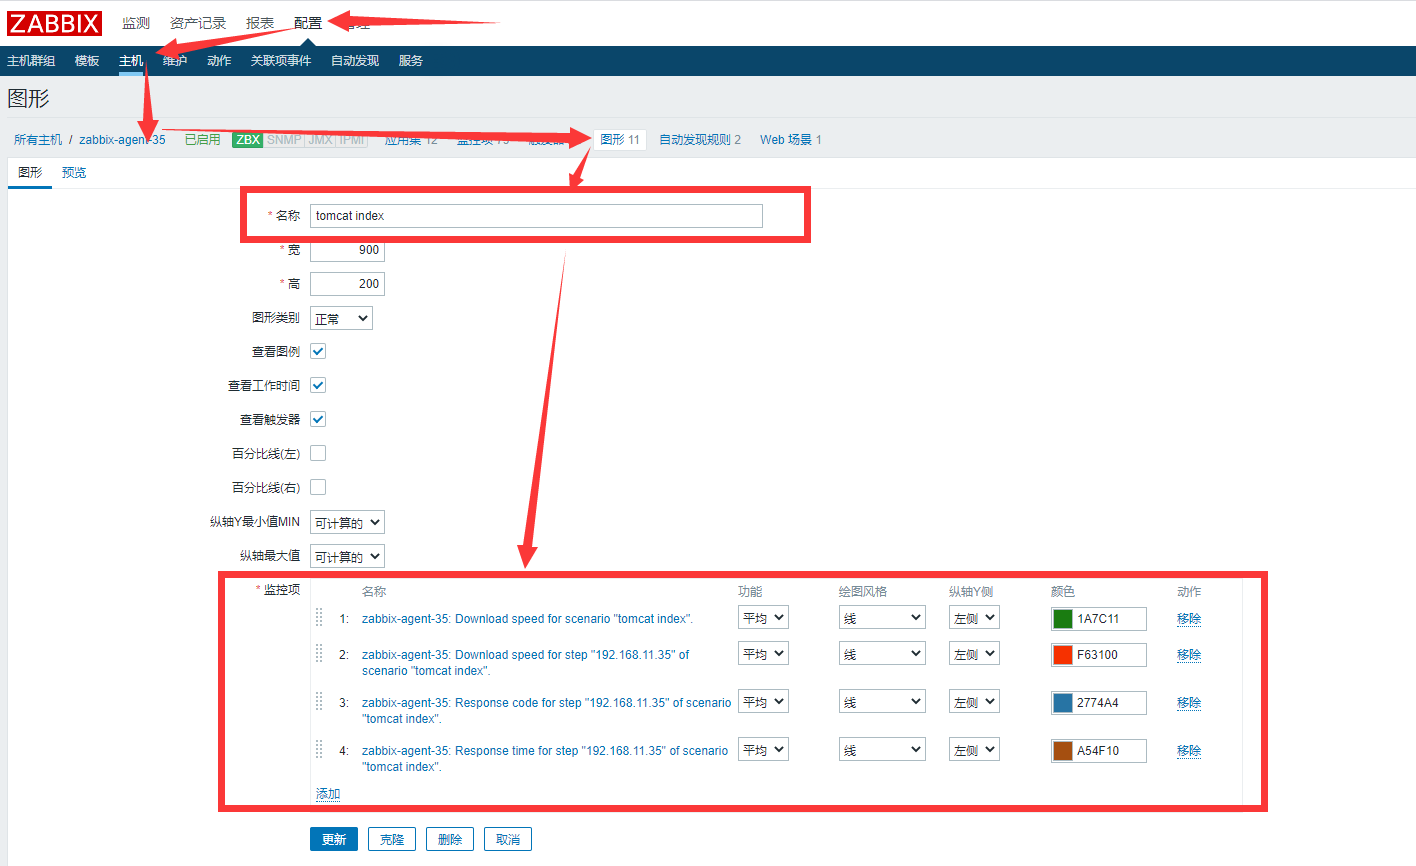 ZABBIX 监测 资产记录 报表 配置 管理
主机群组 模板 主机 维护 动作 关联项事件 自动发现 服务
图形
所有主机 / zabbix-agent-35 已启用 ZBX SNMP JMX IPMI 应用集 12 监控项 图形 11 自动发现规则 2 Web 场景 1
图形 预览
* 名称 tomcat index
* 宽 900
* 高 200
图形类别 正常
查看图例
查看工作时间
查看触发器
百分比线(左)
百分比线(右)
纵轴Y最小值MIN 可计算的
纵轴最大值 可计算的
* 监控项 名称 功能 绘图风格 纵轴Y侧 颜色 动作
1: zabbix-agent-35: Download speed for scenario "tomcat index". 平均 线 左侧 1A7C11 移除
2: zabbix-agent-35: Download speed for step "192.168.11.35" of 平均 线 左侧 F63100 移除
scenario "tomcat index".
3: zabbix-agent-35: Response code for step "192.168.11.35" of scenario 平均 线 左侧 2774A4 移除
"tomcat index".
4: zabbix-agent-35: Response time for step "192.168.11.35" of scenario 平均 线 左侧 A54F10 移除
"tomcat index".
添加
更新 克隆 删除 取消